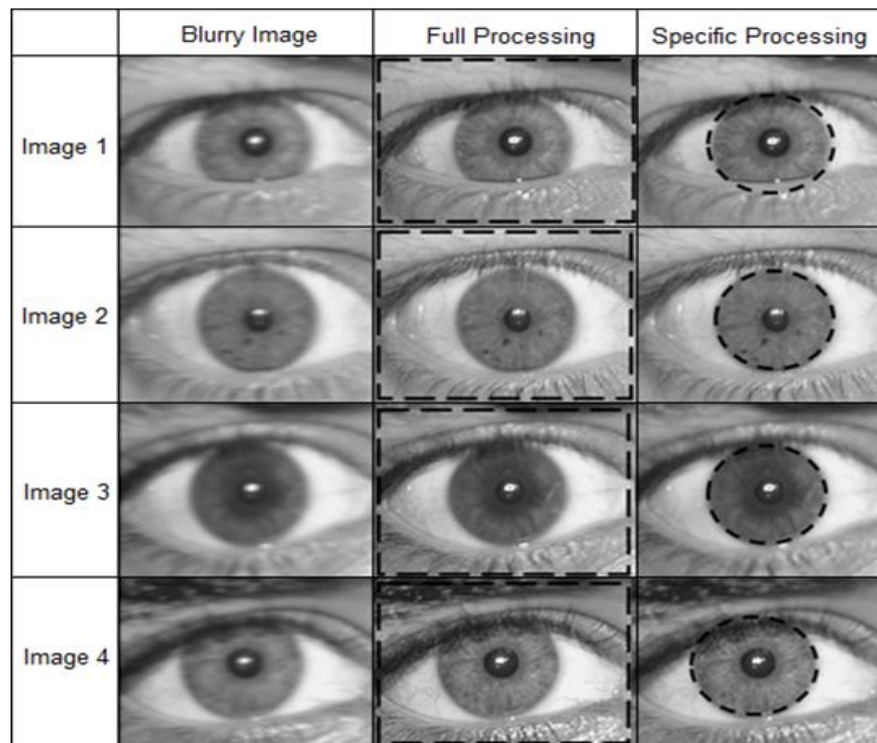 Blurry Image Full Processing Specific Processing
Image 1
Image 2
Image 3
Image 4